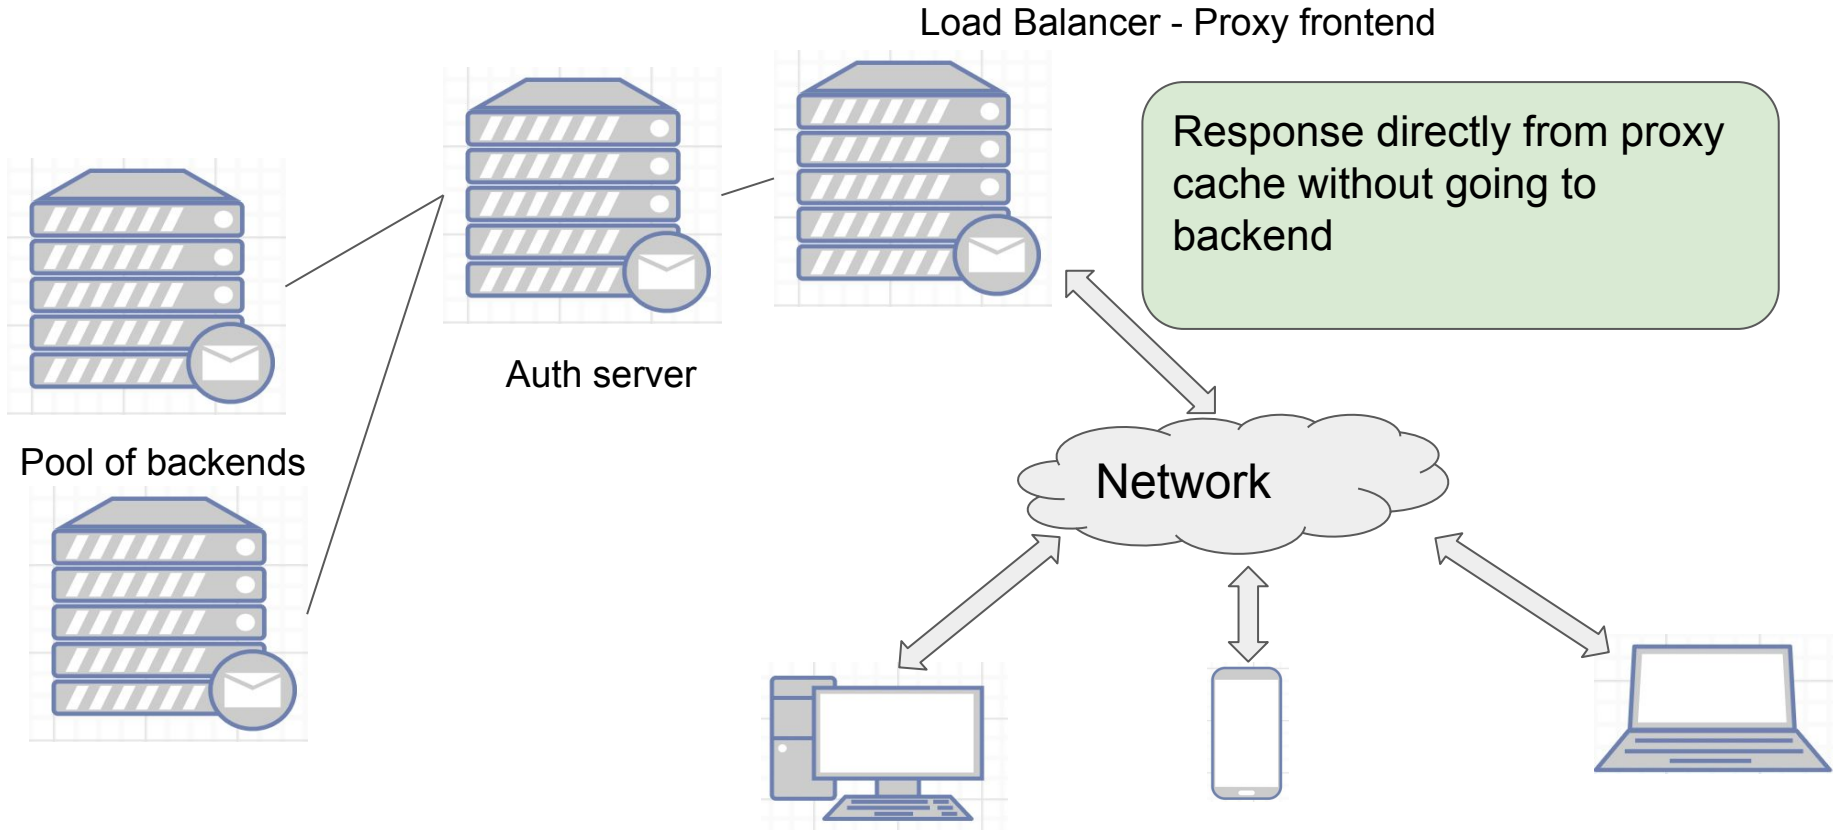 Load Balancer - Proxy frontend
Response directly from proxy
cache without going to
backend
Auth server
Pool of backends
Network